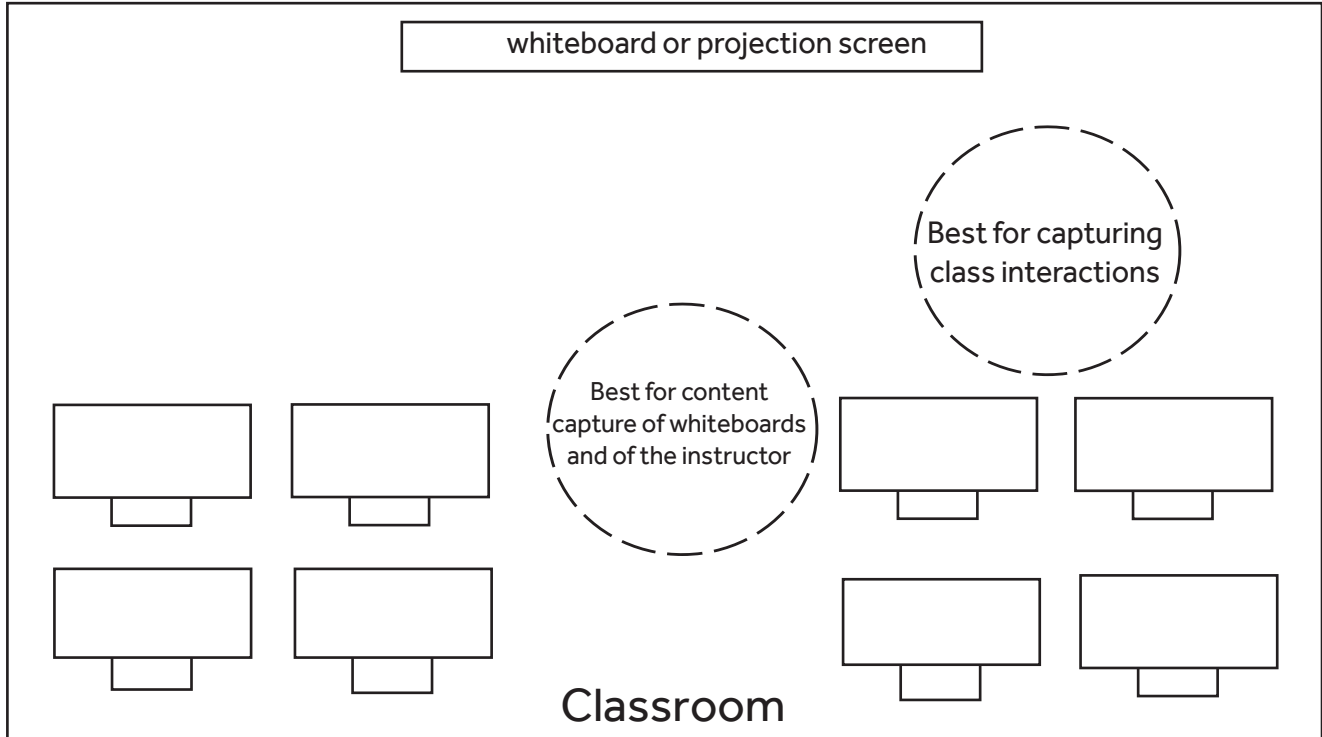 whiteboard or projection screen
Best for capturing
class interactions
Best for content
capture of whiteboards
and of the instructor
Classroom